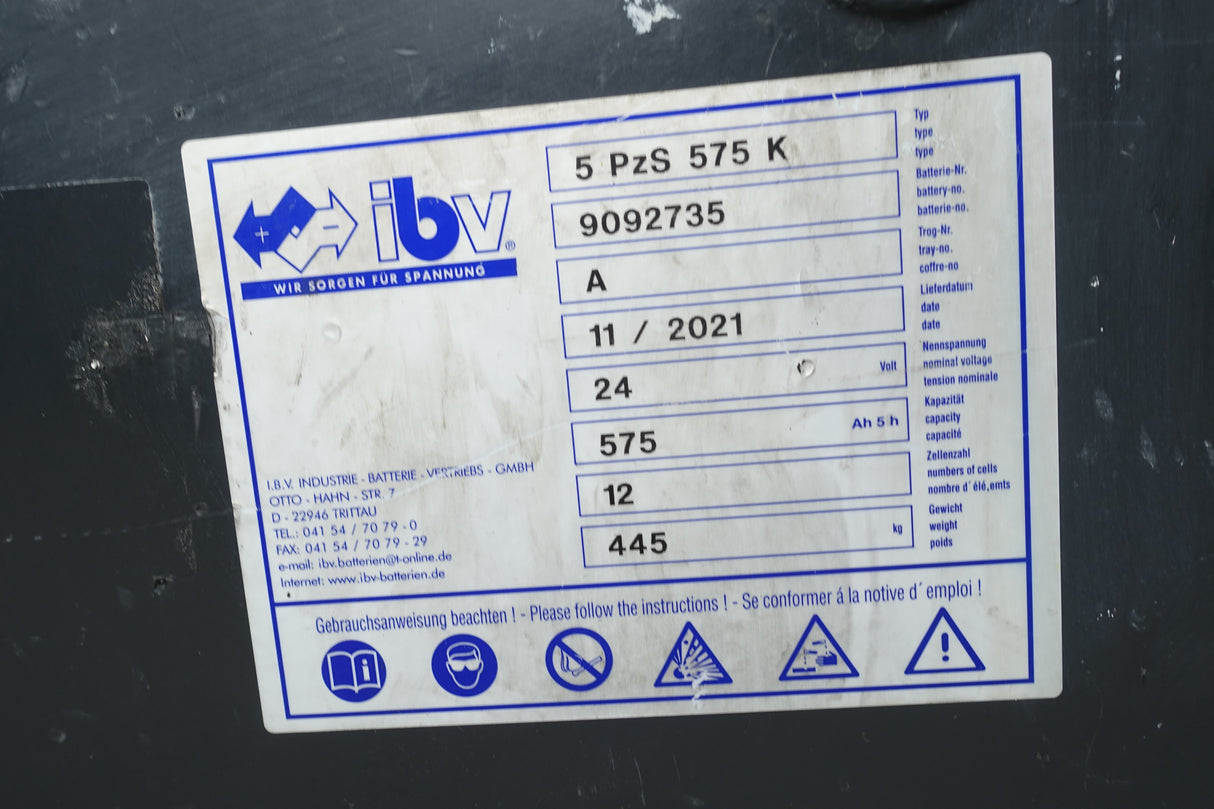 ibv®
WIR SORGEN FÜR SPANNUNG
5 PzS 575 K
Typ
type
type
9092735
Batterie-Nr.
battery-no.
batterie-no.
A
Trog-Nr.
tray-no.
coffre-no
11 / 2021
Lieferdatum
date
date
24 Volt
Nennspannung
nominal voltage
tension nominale
575 Ah 5 h
Kapazität
capacity
capacité
12
Zellenzahl
numbers of cells
nombre d´élé,emts
445 kg
Gewicht
weight
poids
I.B.V. INDUSTRIE - BATTERIE - VERTRIEBS - GMBH
OTTO - HAHN - STR. 7
D - 22946 TRITTAU
TEL.: 041 54 / 70 79 - 0
FAX: 041 54 / 70 79 - 29
e-mail: ibv.batterien@t-online.de
Internet: www.ibv-batterien.de
Gebrauchsanweisung beachten ! - Please follow the instructions ! - Se conformer á la notive d´emploi !